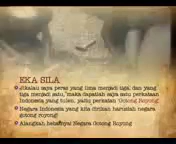 EKA SILA
Jikalau saya peras yang lima menjadi tiga dan yang
tiga menjadi satu, maka dapatlah saya satu perkataan
Indonesia yang tulen, yaitu perkataan Gotong Royong
Negara Indonesia yang kita dirikan haruslah negara
gotong royong!
Alangkah hebatnya! Negara Gotong Royong